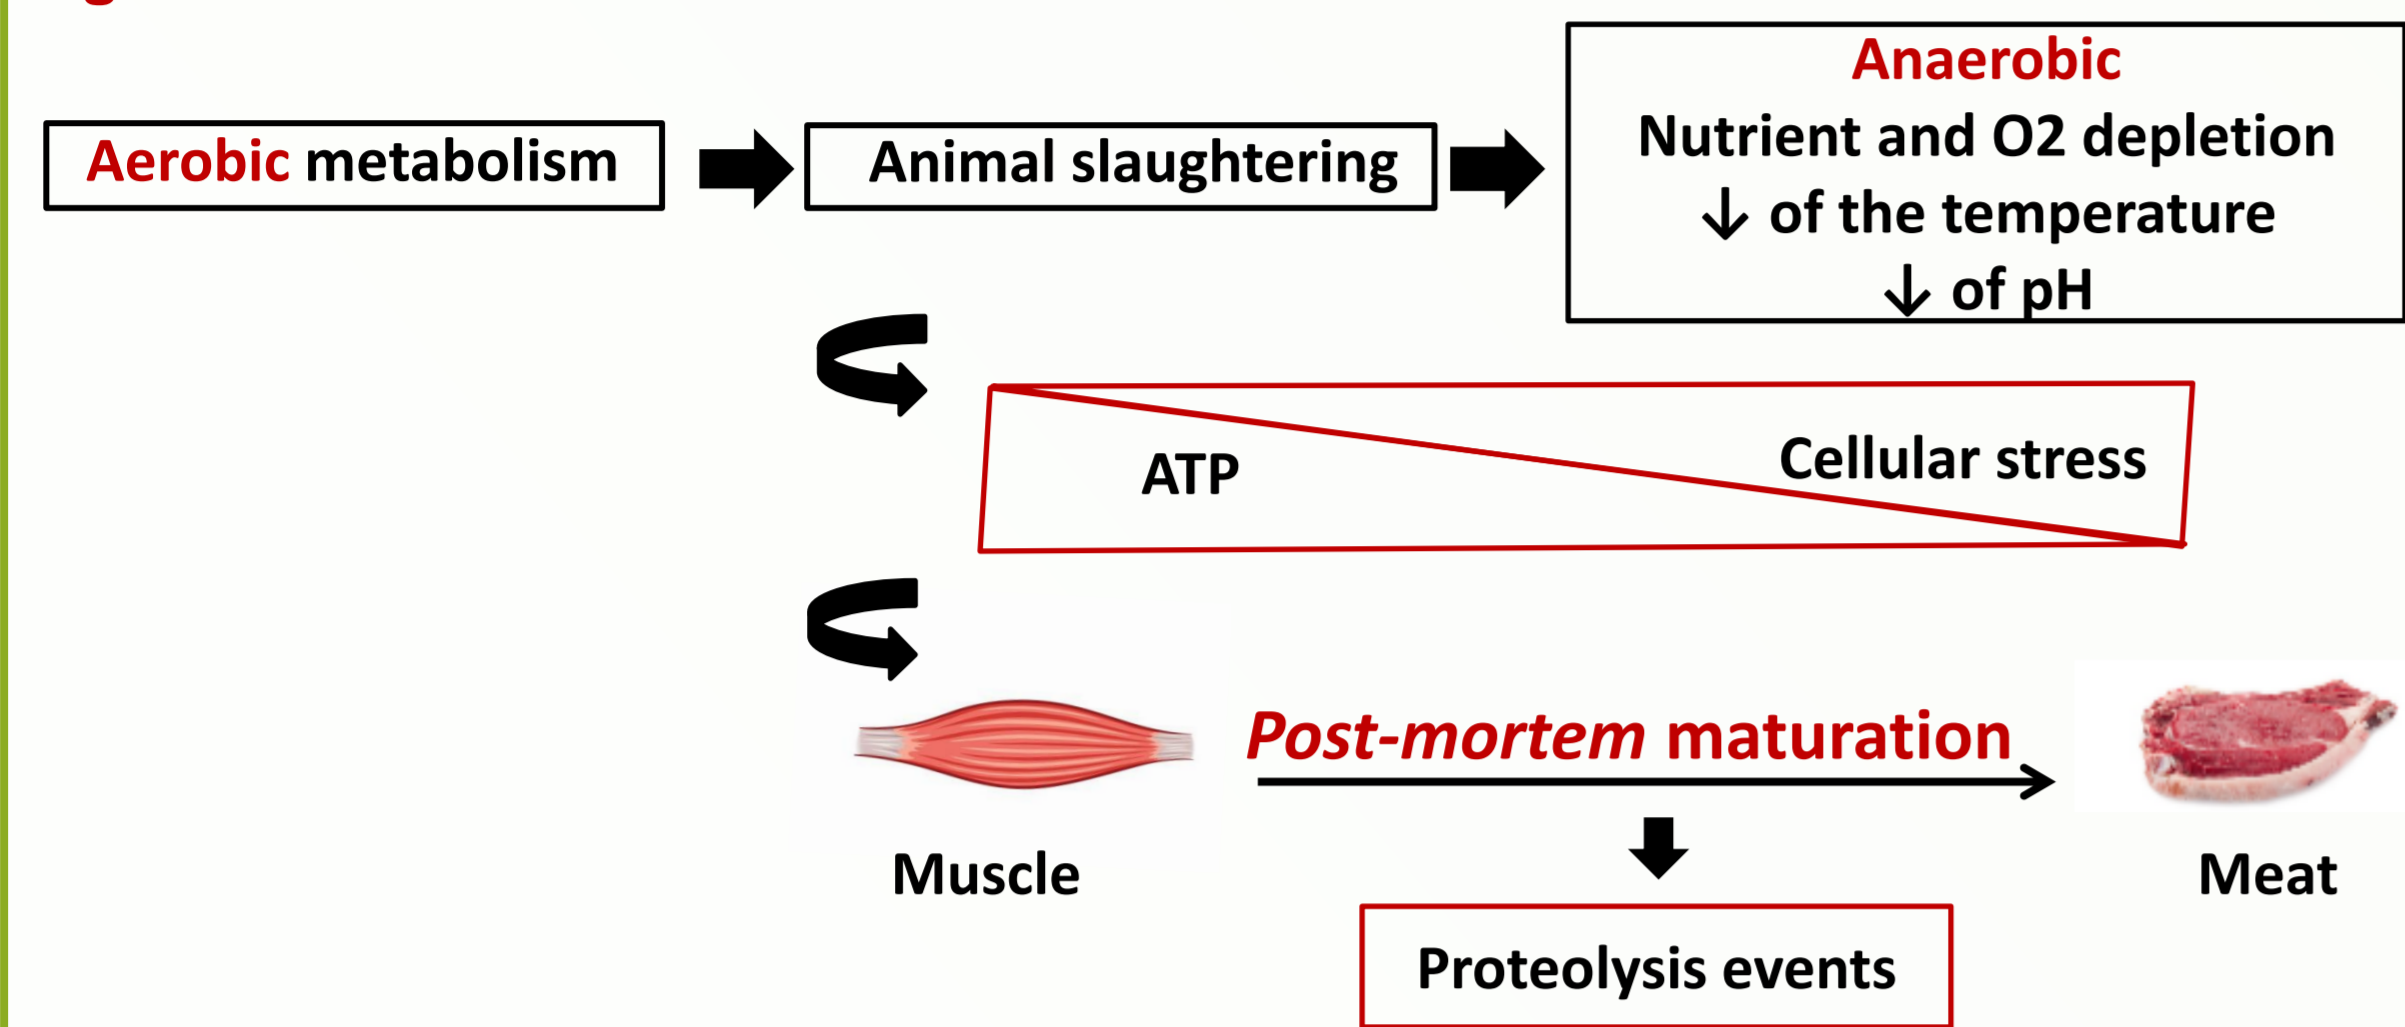 Aerobic metabolism
Animal slaughtering
Anaerobic
Nutrient and O2 depletion
↓ of the temperature
↓ of pH
ATP
Cellular stress
Post-mortem maturation
Muscle
Meat
Proteolysis events